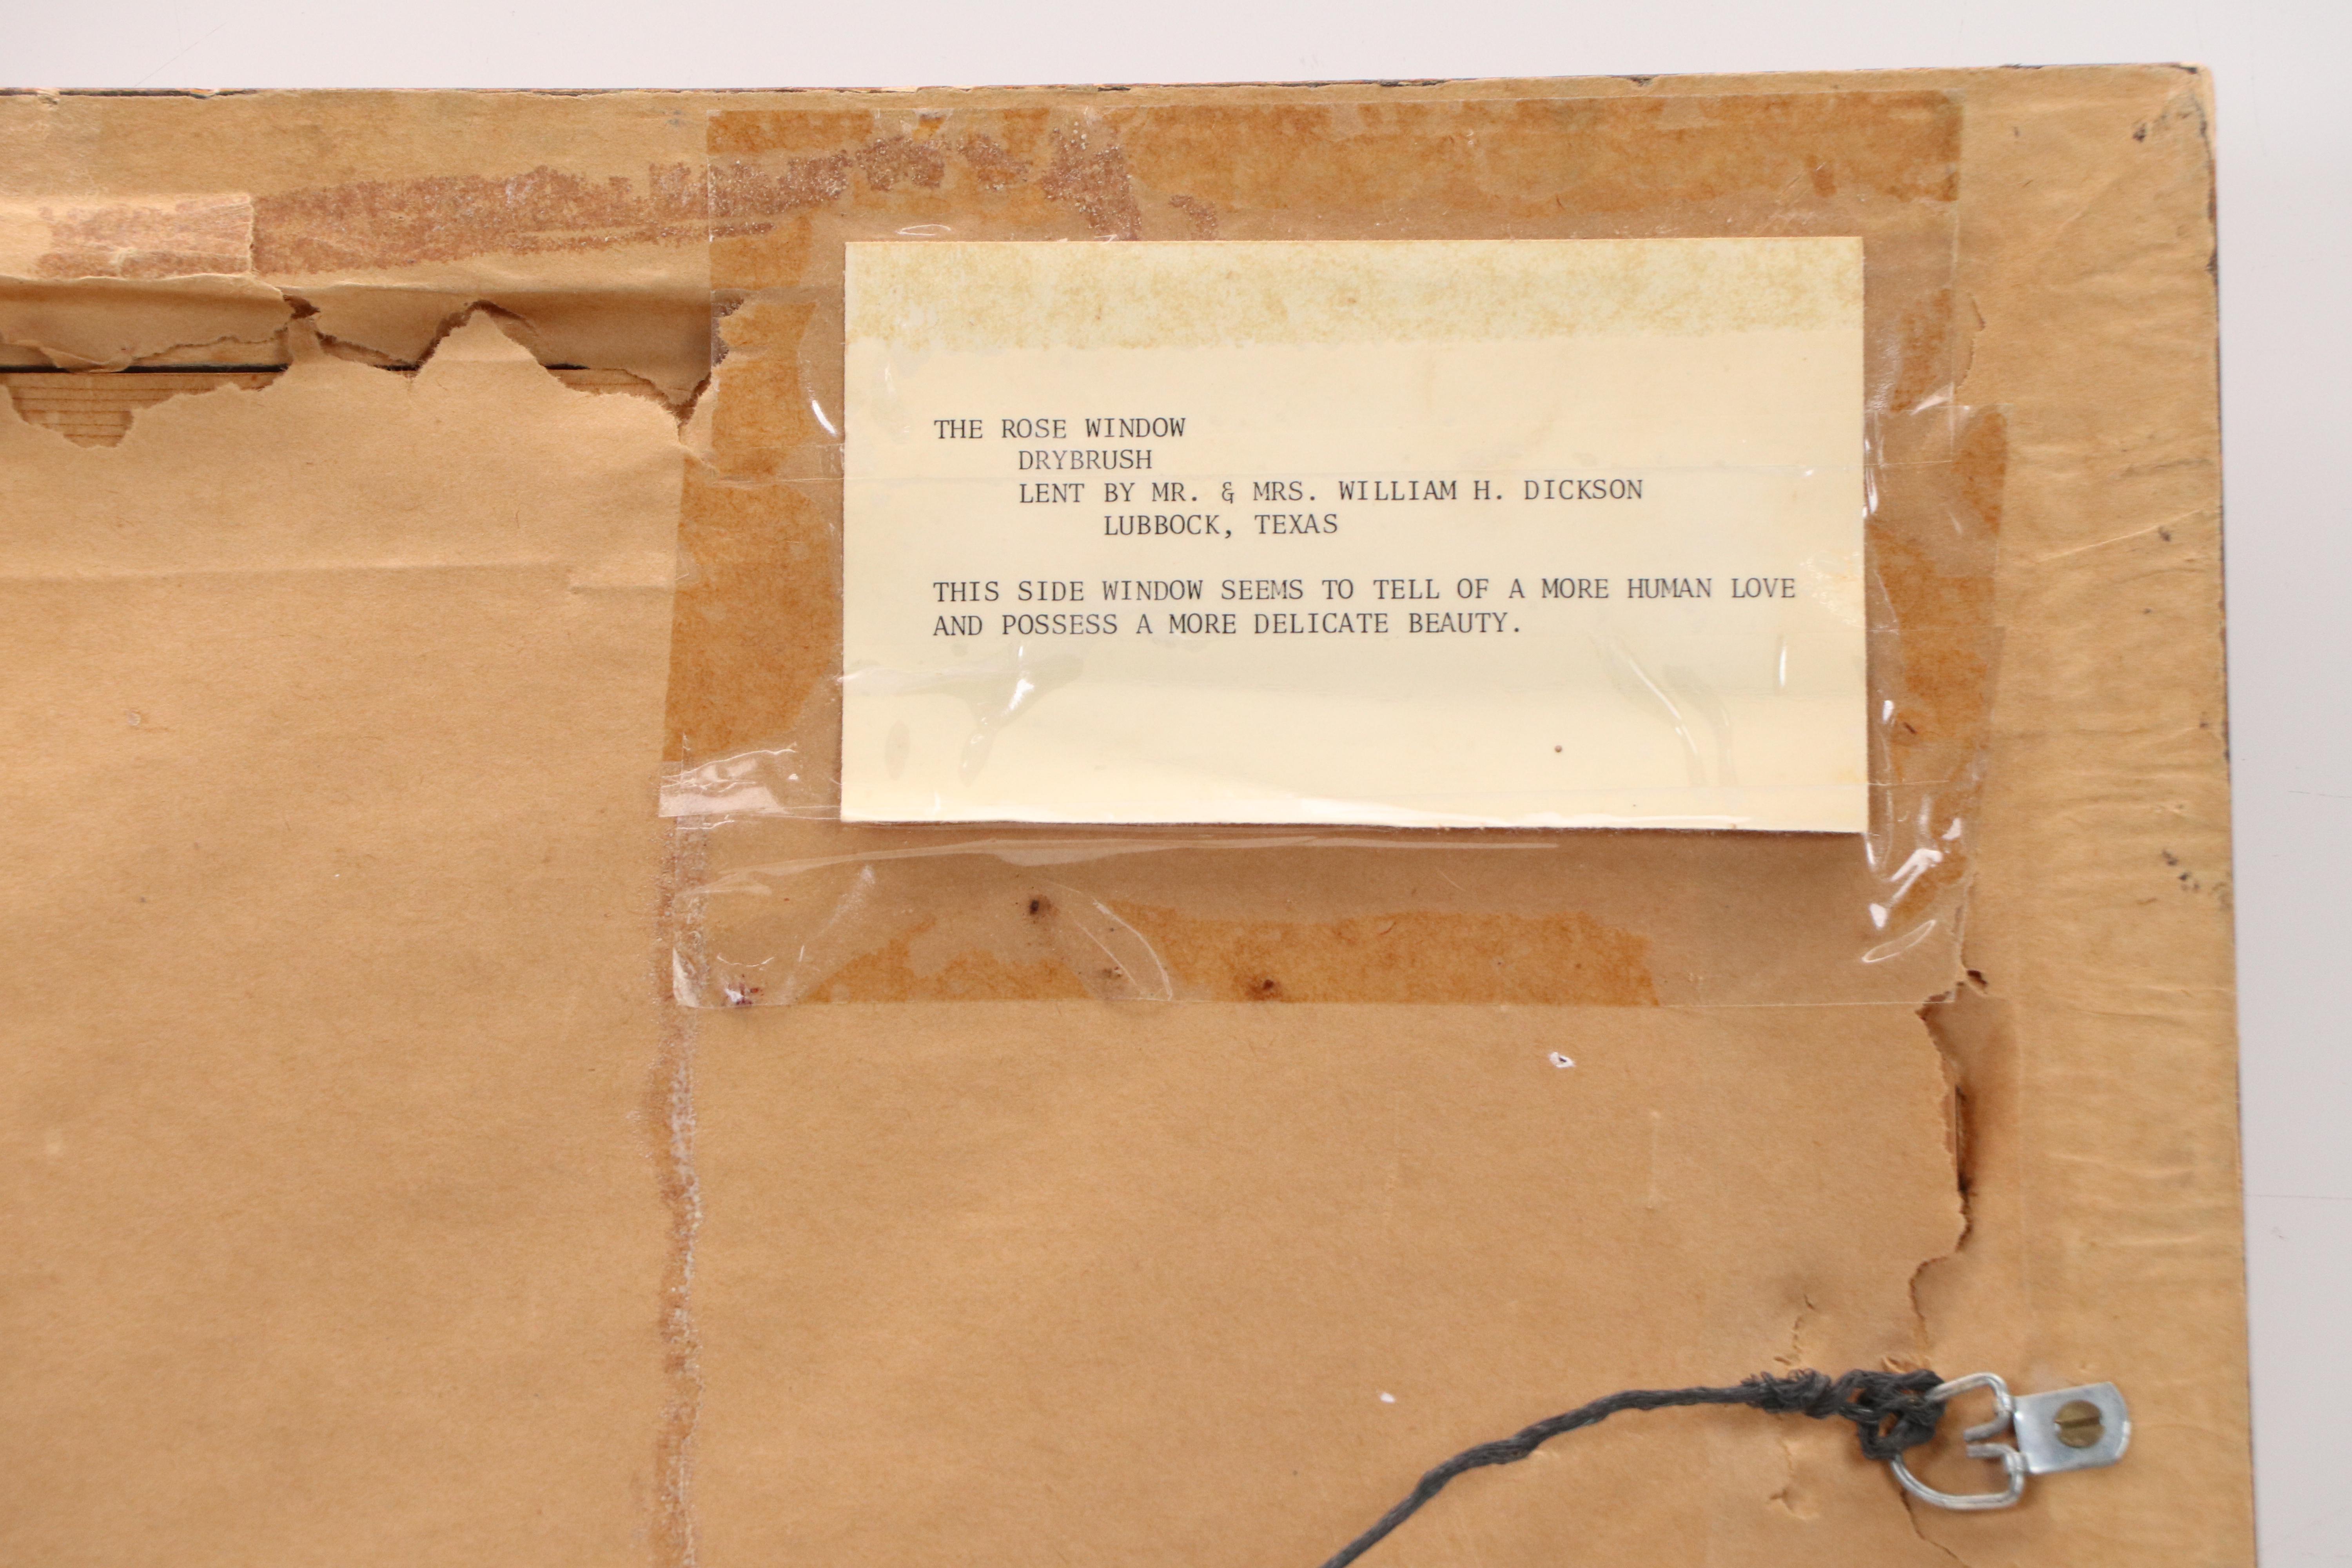 THE ROSE WINDOW
DRYBRUSH
LENT BY MR. & MRS. WILLIAM H. DICKSON
LUBBOCK, TEXAS
THIS SIDE WINDOW SEEMS TO TELL OF A MORE HUMAN LOVE
AND POSSESS A MORE DELICATE BEAUTY.